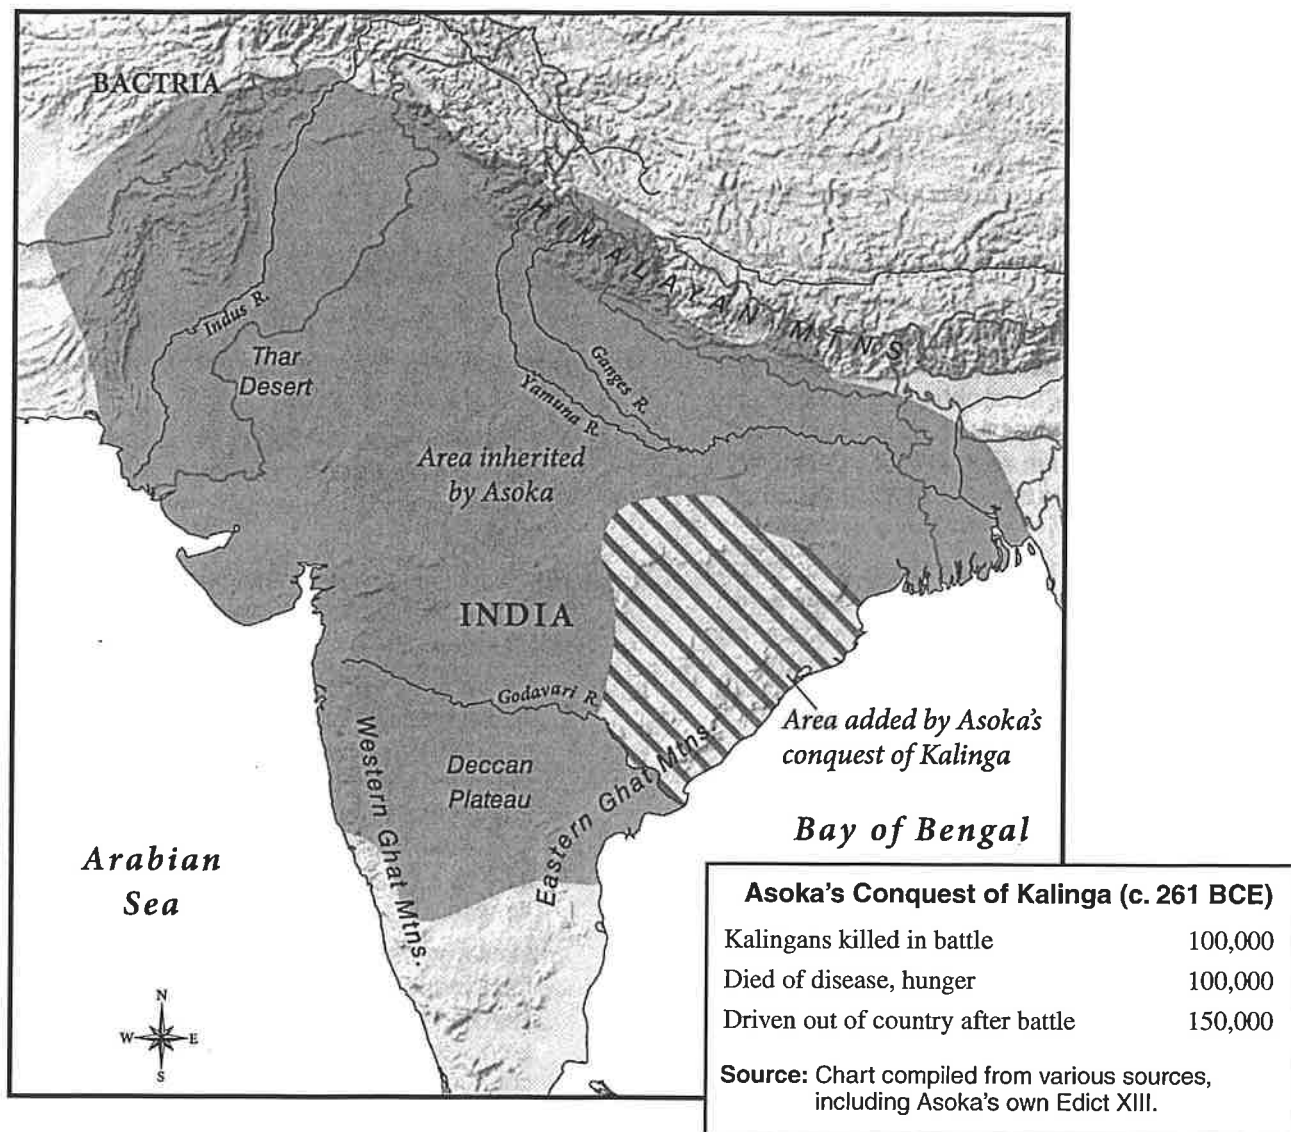 BACTRIA
HIMALAYAN MTNS
Indus R.
Thar
Desert
Ganges R.
Yamuna R.
Area inherited
by Asoka
INDIA
Godavari R.
Area added by Asoka's
conquest of Kalinga
Western Ghat Mtns.
Deccan
Plateau
Eastern Ghat Mtns.
Bay of Bengal
Arabian
Sea
N
W E
S
Asoka's Conquest of Kalinga (c. 261 BCE)
Kalingans killed in battle 100,000
Died of disease, hunger 100,000
Driven out of country after battle 150,000
Source: Chart compiled from various sources,
including Asoka's own Edict XIII.